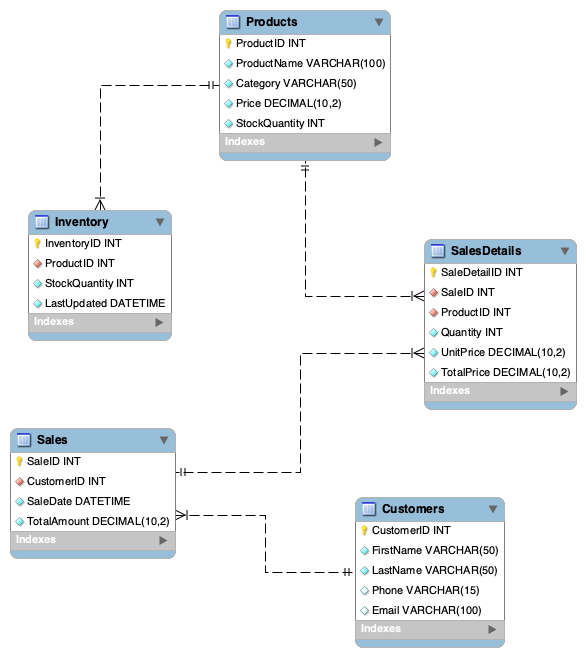 Products
ProductID INT
ProductName VARCHAR(100)
Category VARCHAR(50)
Price DECIMAL(10,2)
StockQuantity INT
Indexes
Inventory
InventoryID INT
ProductID INT
StockQuantity INT
LastUpdated DATETIME
Indexes
SalesDetails
SaleDetailID INT
SaleID INT
ProductID INT
Quantity INT
UnitPrice DECIMAL(10,2)
TotalPrice DECIMAL(10,2)
Indexes
Sales
SaleID INT
CustomerID INT
SaleDate DATETIME
TotalAmount DECIMAL(10,2)
Indexes
Customers
CustomerID INT
FirstName VARCHAR(50)
LastName VARCHAR(50)
Phone VARCHAR(15)
Email VARCHAR(100)
Indexes